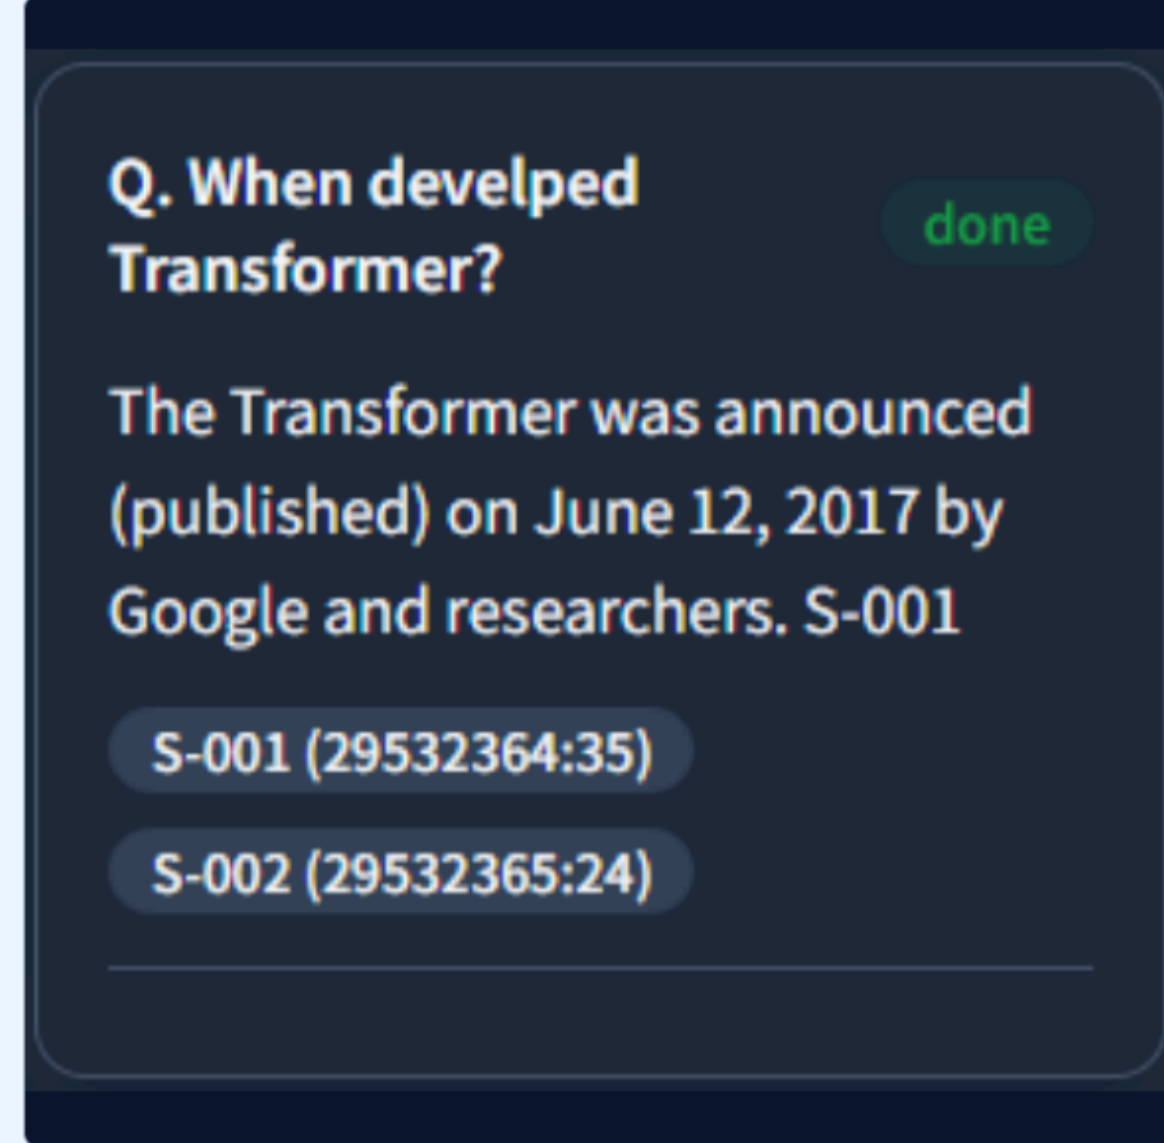 Q. When develped
Transformer?
done
The Transformer was announced
(published) on June 12, 2017 by
Google and researchers. S-001
S-001 (29532364:35)
S-002 (29532365:24)